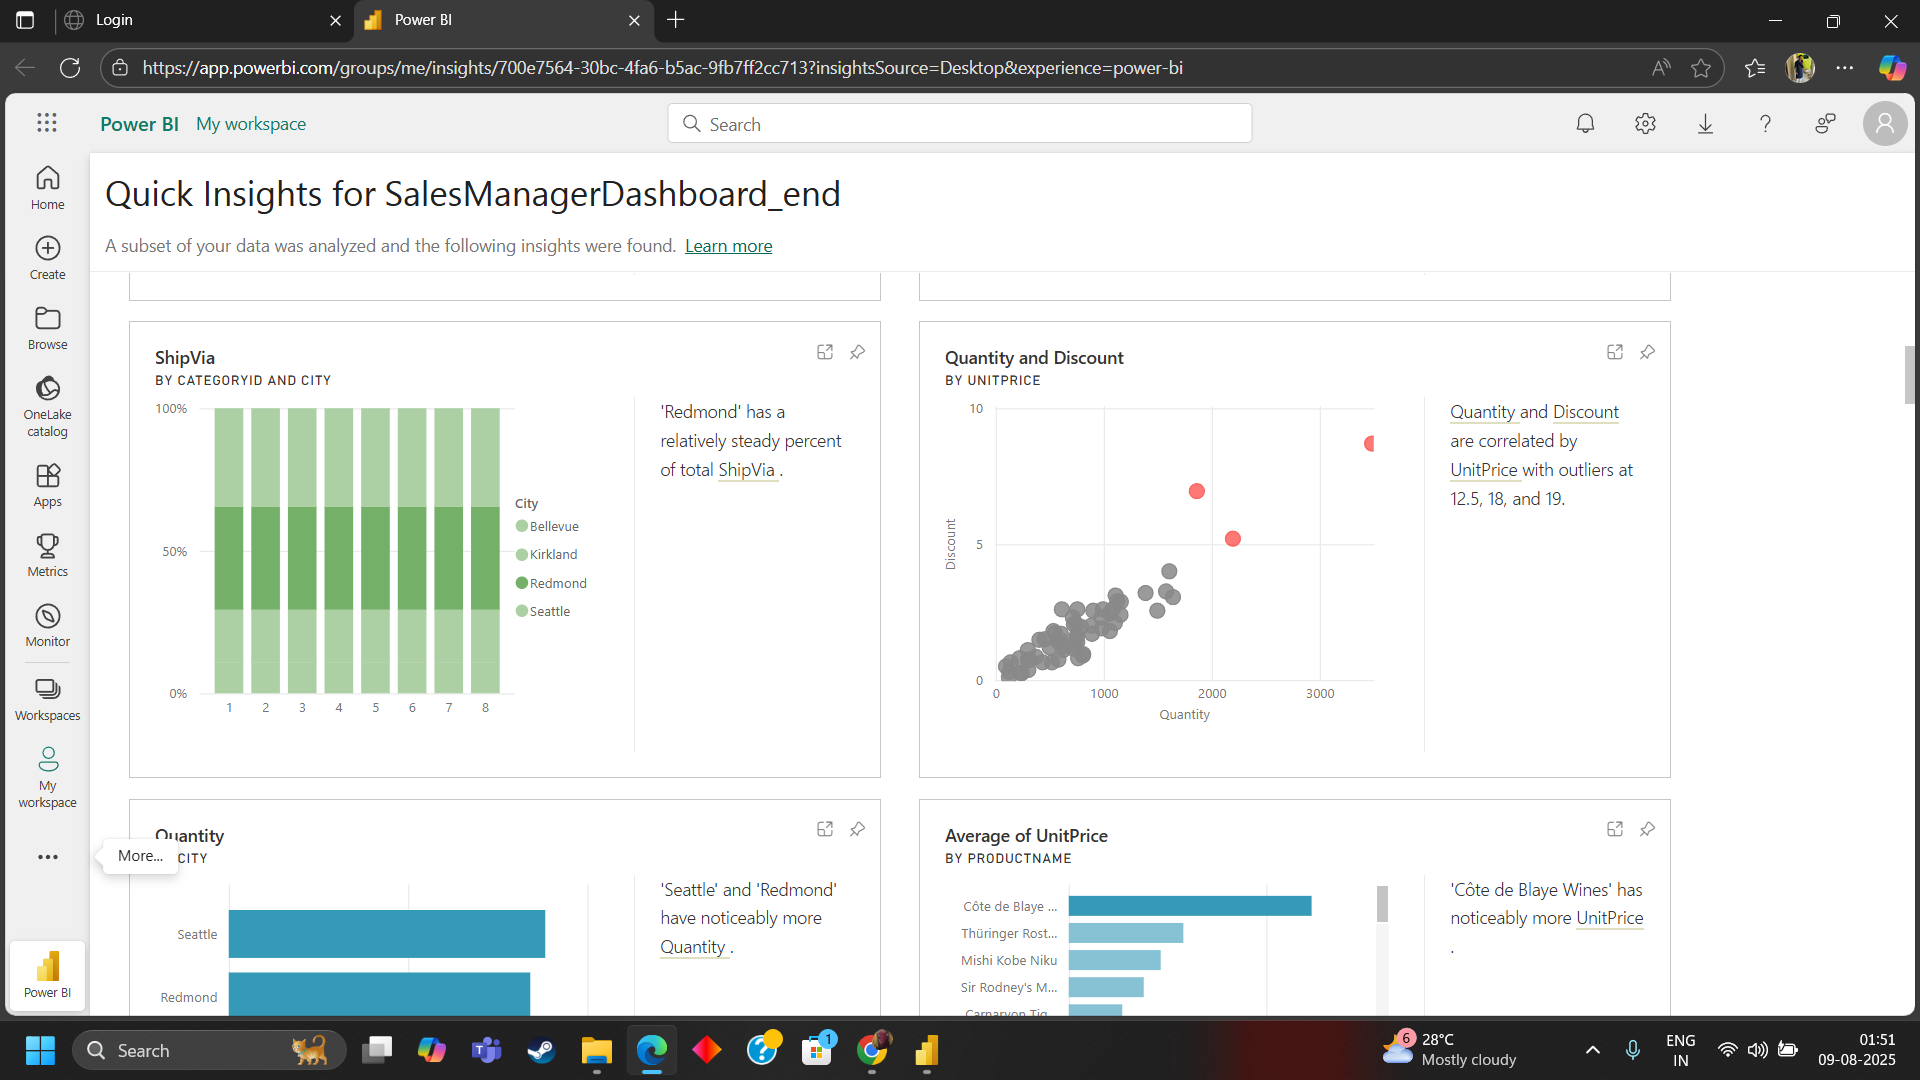 Login
Power BI
https://app.powerbi.com/groups/me/insights/700e7564-30bc-4fa6-b5ac-9fb7ff2cc713?insightsSource=Desktop&experience=power-bi
Power BI My workspace
Search
Home
Create
Browse
OneLake
catalog
Apps
Metrics
Monitor
Workspaces
My
workspace
More...
Power BI
Quick Insights for SalesManagerDashboard_end
A subset of your data was analyzed and the following insights were found. Learn more
ShipVia
BY CATEGORYID AND CITY
100%
50%
0%
1 2 3 4 5 6 7 8
City
Bellevue
Kirkland
Redmond
Seattle
'Redmond' has a
relatively steady percent
of total ShipVia .
Quantity and Discount
BY UNITPRICE
10
5
0
Discount
0 1000 2000 3000
Quantity
Quantity and Discount
are correlated by
UnitPrice with outliers at
12.5, 18, and 19.
Quantity
CITY
Seattle
Redmond
'Seattle' and 'Redmond'
have noticeably more
Quantity .
Average of UnitPrice
BY PRODUCTNAME
Côte de Blaye ...
Thüringer Rost...
Mishi Kobe Niku
Sir Rodney's M...
Carnarvon Tig...
'Côte de Blaye Wines' has
noticeably more UnitPrice
.
Search
1
6
28°C
Mostly cloudy
ENG
IN
01:51
09-08-2025